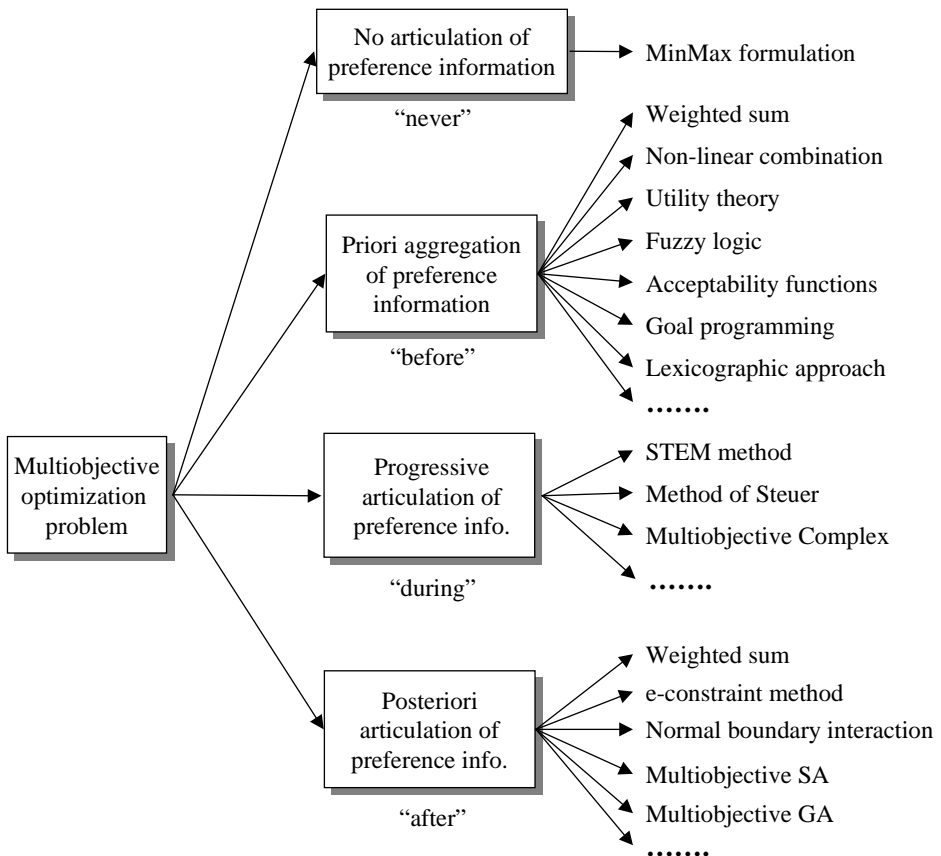 No articulation of
preference information
“never”
MinMax formulation
Weighted sum
Non-linear combination
Utility theory
Fuzzy logic
Acceptability functions
Goal programming
Lexicographic approach
…….
Priori aggregation
of preference
information
“before”
Multiobjective
optimization
problem
Progressive
articulation of
preference info.
“during”
STEM method
Method of Steuer
Multiobjective Complex
…….
Posteriori
articulation of
preference info.
“after”
Weighted sum
e-constraint method
Normal boundary interaction
Multiobjective SA
Multiobjective GA
…….